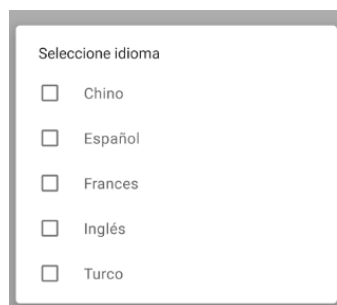 Seleccione idioma
Chino
Español
Frances
Inglés
Turco